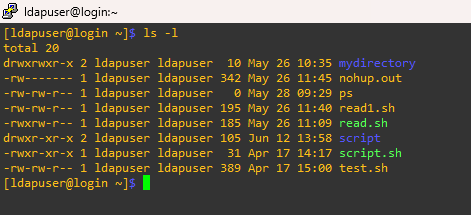 ldapuser@login:~
[ldapuser@login ~]$ ls -l
total 20
drwxrwxr-x 2 ldapuser ldapuser  10 May 26 10:35 mydirectory
-rw------- 1 ldapuser ldapuser 342 May 26 11:45 nohup.out
-rw-rw-r-- 1 ldapuser ldapuser   0 May 28 09:29 ps
-rw-rw-r-- 1 ldapuser ldapuser 195 May 26 11:40 read1.sh
-rwxrwxr-x 1 ldapuser ldapuser 185 May 26 11:09 read.sh
drwxr-xr-x 2 ldapuser ldapuser 105 Jun 12 13:58 script
-rwxr-xr-x 1 ldapuser ldapuser  31 Apr 17 14:17 script.sh
-rw-rw-r-- 1 ldapuser ldapuser 389 Apr 17 15:00 test.sh
[ldapuser@login ~]$